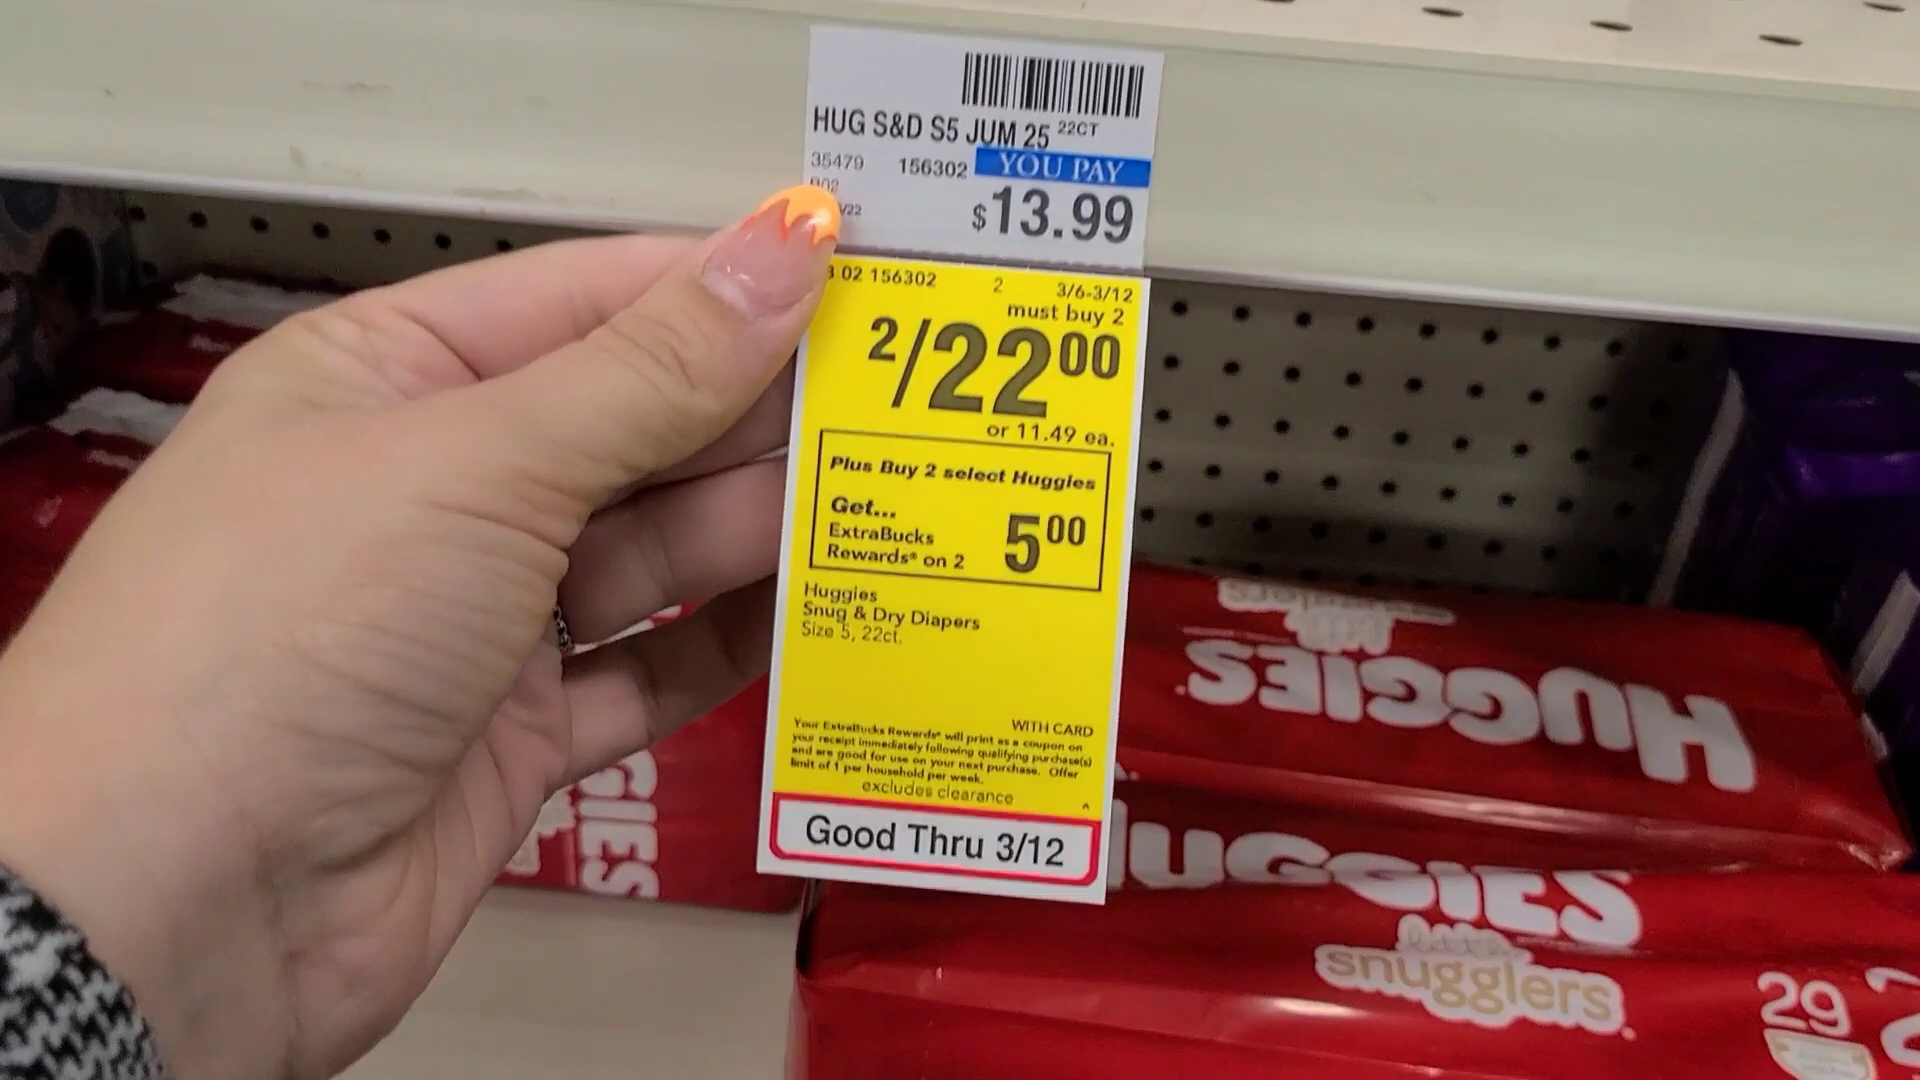 HUG S&D S5 JUM 25 22CT
35479 156302 YOU PAY
$13.99
02 156302 2 3/6-3/12
must buy 2
2/22 00
or 11.49 ea.
Plus Buy 2 select Huggies
Get...
ExtraBucks
Rewards® on 2
5 00
Huggies
Snug & Dry Diapers
Size 5, 22ct.
WITH CARD
Your ExtraBucks Rewards® will print as a coupon on
your receipt immediately following qualifying purchase(s)
and are good for use on your next purchase. Offer
limit of 1 per household per week.
excludes clearance
^
Good Thru 3/12
HUGGIES
HUGGIES
little
snugglers
29
GIES